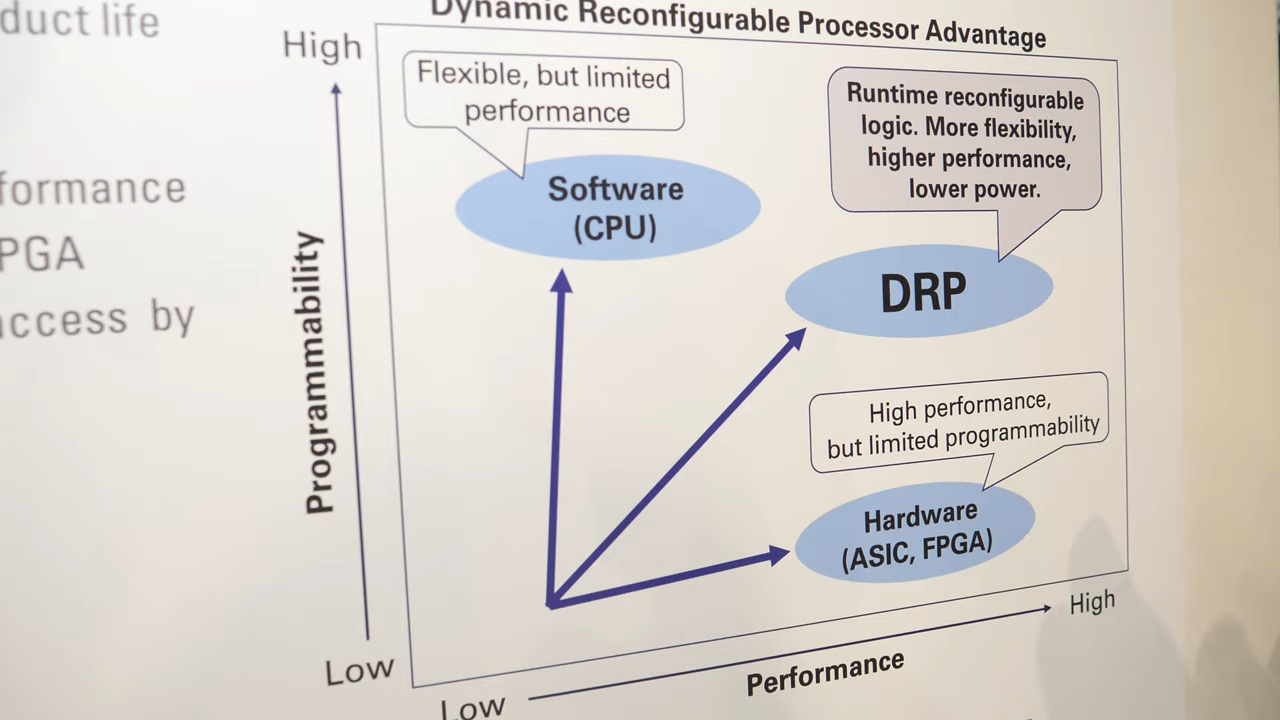 duct life
formance
PGA
access by
Dynamic Reconfigurable Processor Advantage
High
Flexible, but limited
performance
Runtime reconfigurable
logic. More flexibility,
higher performance,
lower power.
Software
(CPU)
DRP
Programmability
High performance,
but limited programmability
Hardware
(ASIC, FPGA)
Low
Low
Performance
High